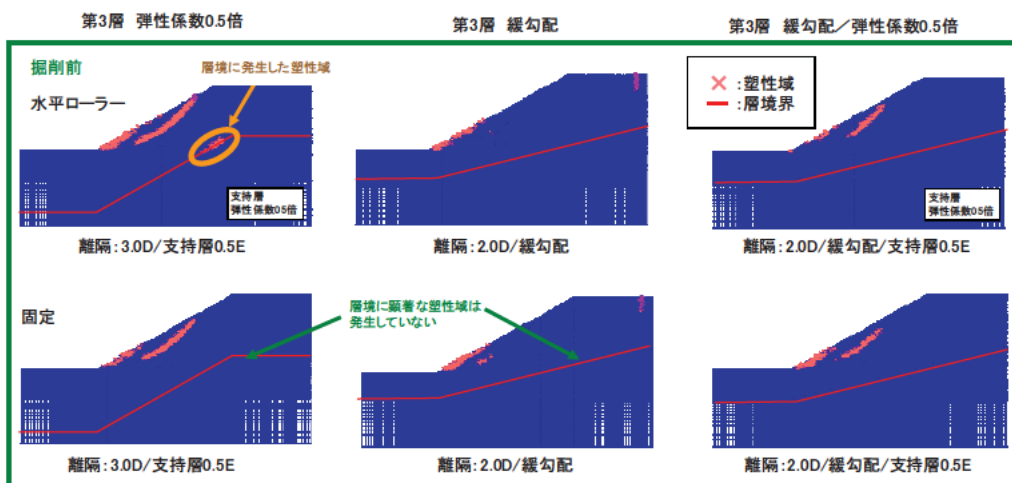 第3層 弾性係数0.5倍
第3層 緩勾配
第3層 緩勾配/弾性係数0.5倍
掘削前
水平ローラー
層境に発生した塑性域
×:塑性域
ー:層境界
支持層
弾性係数05倍
支持層
弾性係数05倍
離隔:3.0D/支持層0.5E
離隔:2.0D/緩勾配
離隔:2.0D/緩勾配/支持層0.5E
固定
層境に顕著な塑性域は
発生していない
離隔:3.0D/支持層0.5E
離隔:2.0D/緩勾配
離隔:2.0D/緩勾配/支持層0.5E